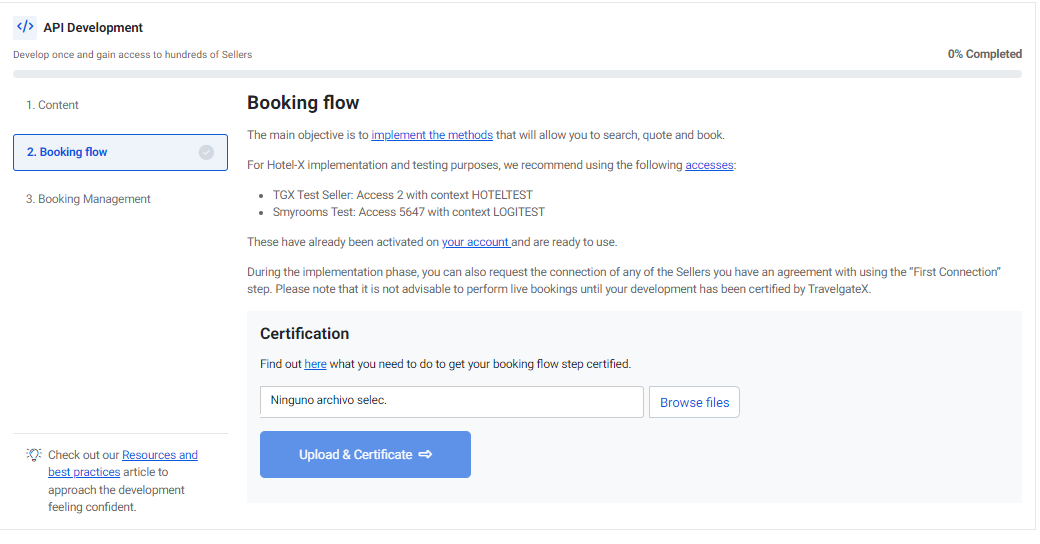 </> API Development
Develop once and gain access to hundreds of Sellers
0% Completed
1. Content
2. Booking flow
3. Booking Management
Check out our Resources and
best practices article to
approach the development
feeling confident.
Booking flow
The main objective is to implement the methods that will allow you to search, quote and book.
For Hotel-X implementation and testing purposes, we recommend using the following accesses:
• TGX Test Seller: Access 2 with context HOTELTEST
• Smyrooms Test: Access 5647 with context LOGITEST
These have already been activated on your account and are ready to use.
During the implementation phase, you can also request the connection of any of the Sellers you have an agreement with using the “First Connection”
step. Please note that it is not advisable to perform live bookings until your development has been certified by TravelgateX.
Certification
Find out here what you need to do to get your booking flow step certified.
Ninguno archivo selec.
Browse files
Upload & Certificate ⇨